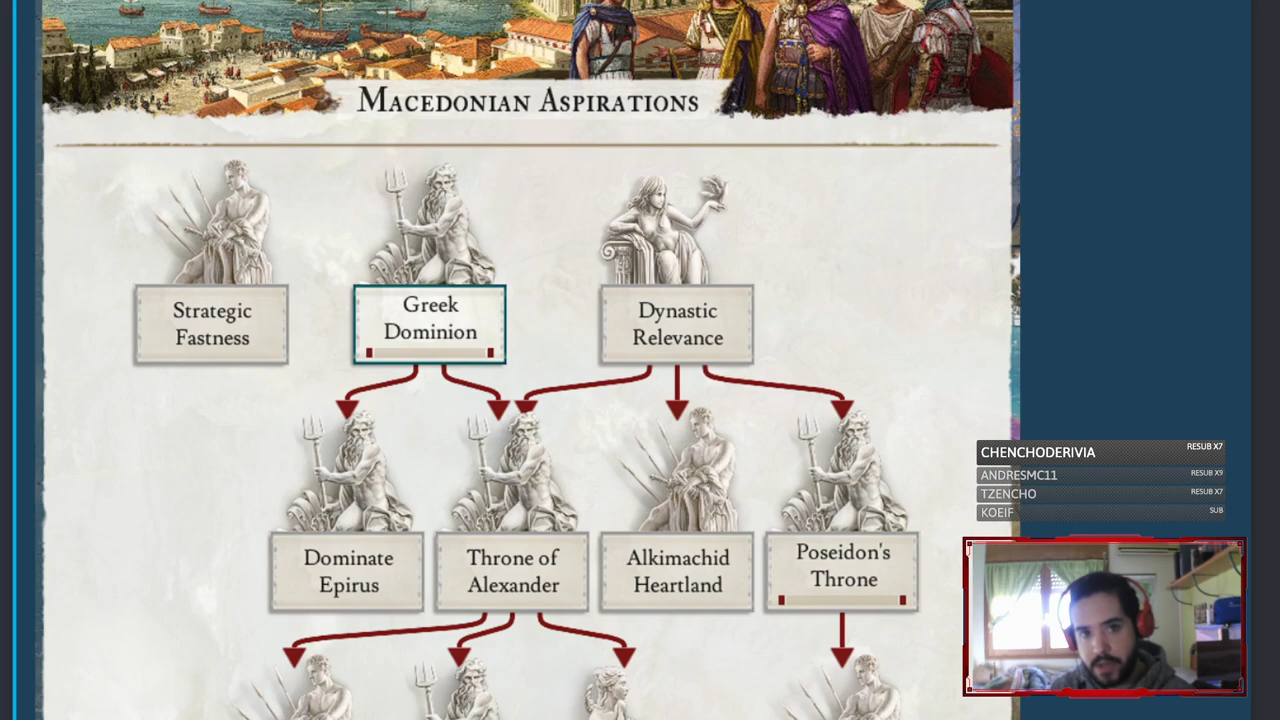 Macedonian Aspirations
Strategic
Fastness
Greek
Dominion
Dynastic
Relevance
Dominate
Epirus
Throne of
Alexander
Alkimachid
Heartland
Poseidon's
Throne
CHENCHODERIVIA RESUB X7
ANDRESMC11 RESUB X9
TZENCHO RESUB X7
KOEIF SUB